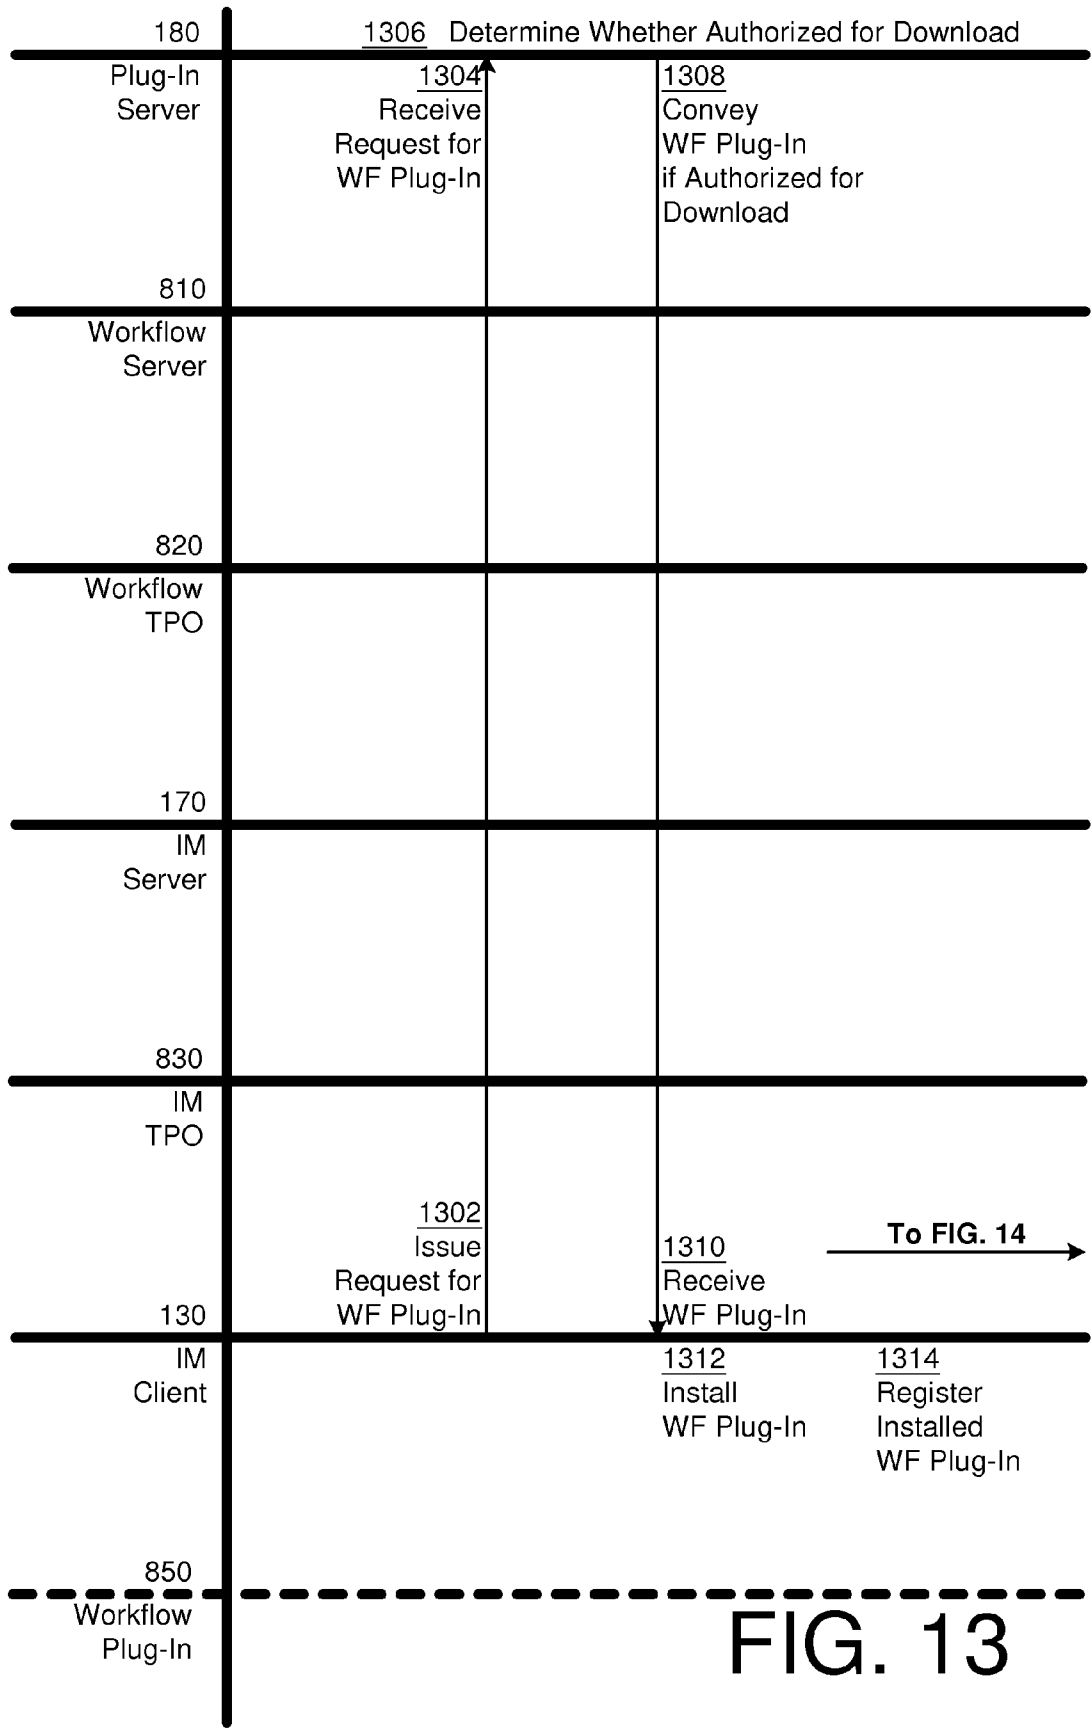 180
1306 Determine Whether Authorized for Download
Plug-In
Server
1304
Receive
Request for
WF Plug-In
1308
Convey
WF Plug-In
if Authorized for
Download
810
Workflow
Server
820
Workflow
TPO
170
IM
Server
830
IM
TPO
1302
Issue
Request for
WF Plug-In
1310
Receive
WF Plug-In
To FIG. 14
130
IM
Client
1312
Install
WF Plug-In
1314
Register
Installed
WF Plug-In
850
Workflow
Plug-In
FIG. 13